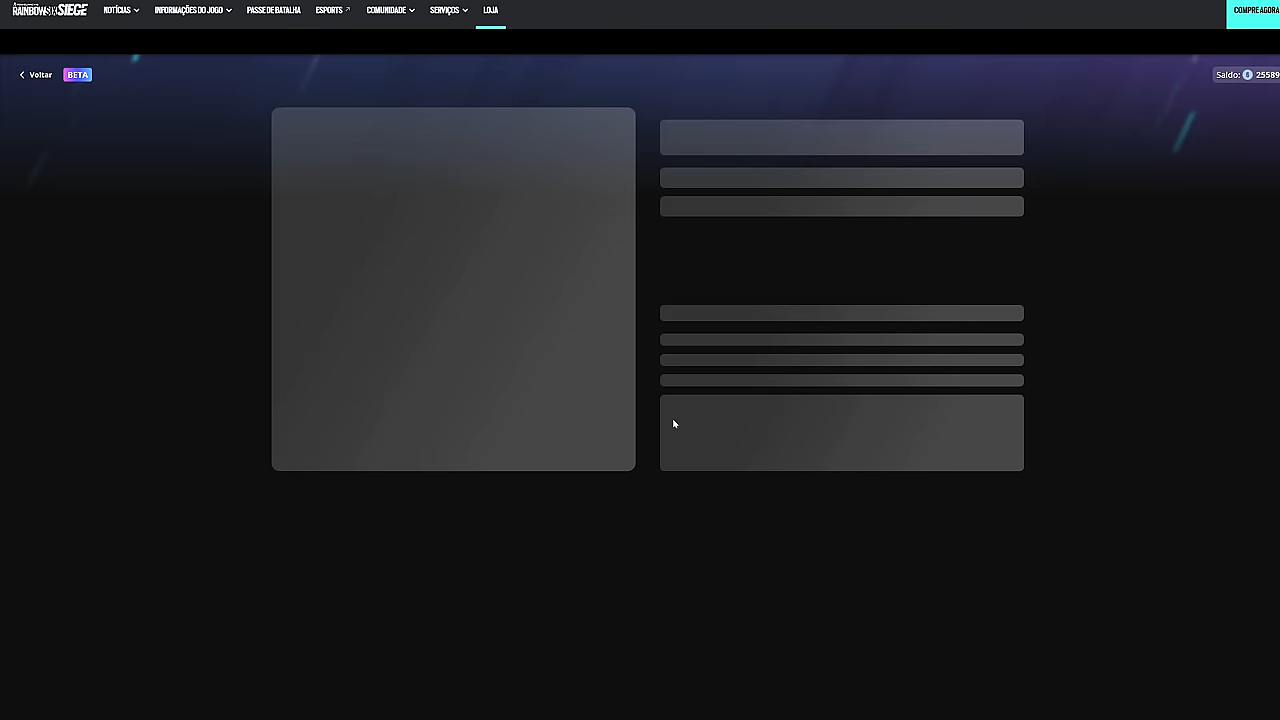 RAINBOW SIX SIEGE
NOTÍCIAS
INFORMAÇÕES DO JOGO
PASSE DE BATALHA
ESPORTS
COMUNIDADE
SERVIÇOS
LOJA
COMPRE AGORA
Voltar
BETA
Saldo: 25589